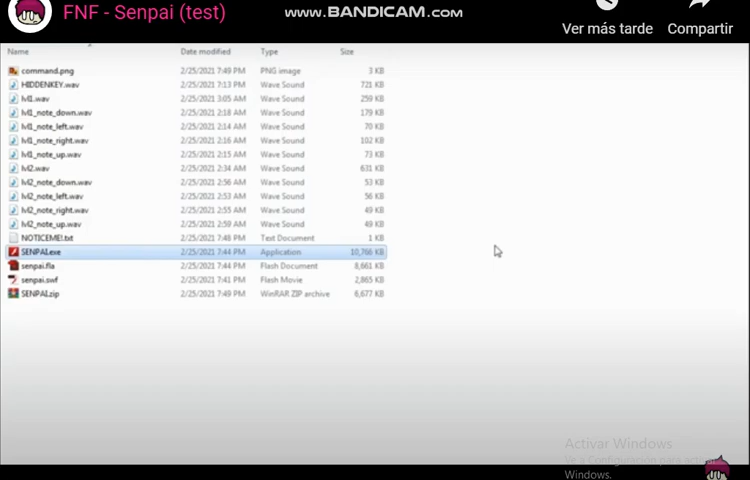 FNF - Senpai (test)
WWW.BANDICAM.COM
Ver más tarde
Compartir
Name Date modified Type Size
command.png 2/25/2021 7:49 PM PNG image 3 KB
HIDDENKEY.wav 2/25/2021 7:13 PM Wave Sound 721 KB
lvl1.wav 2/25/2021 3:05 AM Wave Sound 259 KB
lvl1_note_down.wav 2/25/2021 2:18 AM Wave Sound 179 KB
lvl1_note_left.wav 2/25/2021 2:14 AM Wave Sound 70 KB
lvl1_note_right.wav 2/25/2021 2:16 AM Wave Sound 102 KB
lvl1_note_up.wav 2/25/2021 2:15 AM Wave Sound 73 KB
lvl2.wav 2/25/2021 2:34 AM Wave Sound 631 KB
lvl2_note_down.wav 2/25/2021 2:56 AM Wave Sound 53 KB
lvl2_note_left.wav 2/25/2021 2:53 AM Wave Sound 56 KB
lvl2_note_right.wav 2/25/2021 2:55 AM Wave Sound 49 KB
lvl2_note_up.wav 2/25/2021 2:59 AM Wave Sound 49 KB
NOTICEME!.txt 2/25/2021 7:48 PM Text Document 1 KB
SENPAI.exe 2/25/2021 7:44 PM Application 10,766 KB
senpai.fla 2/25/2021 7:44 PM Flash Document 8,661 KB
senpai.swf 2/25/2021 7:41 PM Flash Movie 2,865 KB
SENPAI.zip 2/25/2021 7:49 PM WinRAR ZIP archive 6,677 KB
Activar Windows
Ve a Configuración para activar
Windows.